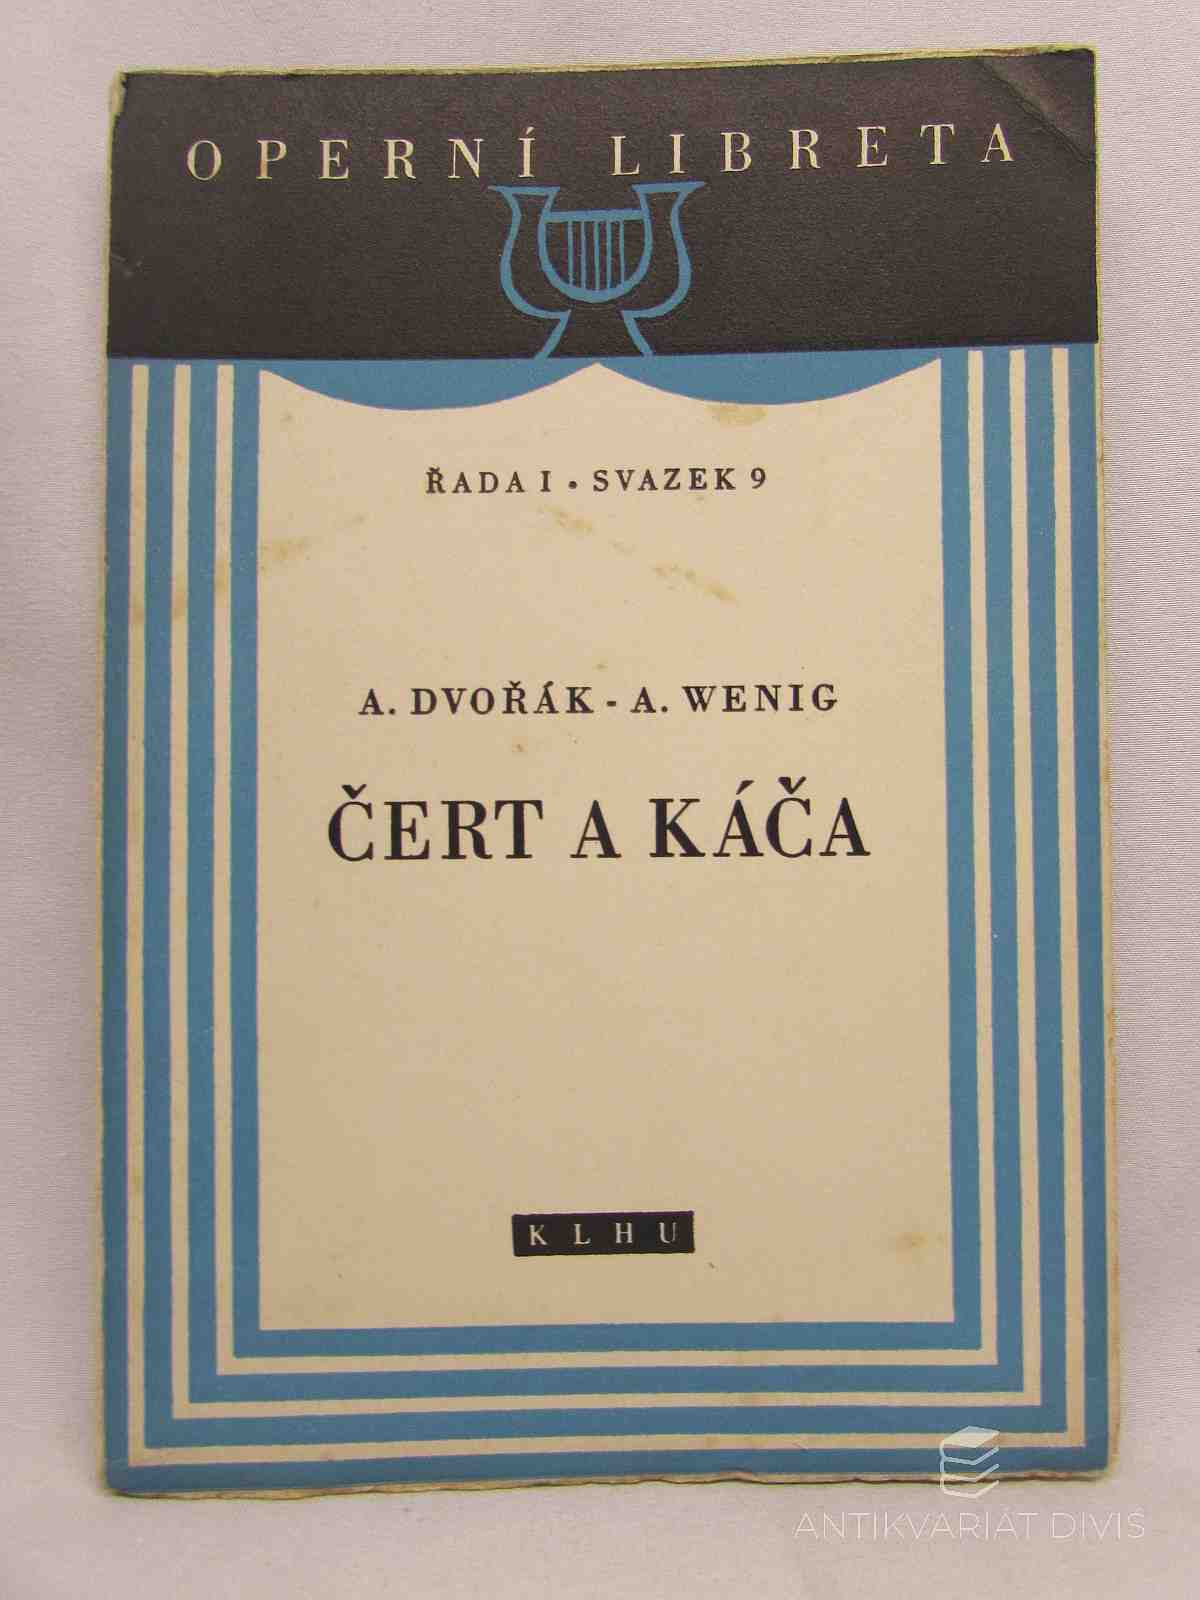 OPERNÍ LIBRETA
ŘADA I • SVAZEK 9
A. DVOŘÁK - A. WENIG
ČERT A KÁČA
KLHU
ANTIKVARIÁT DIVIŠ